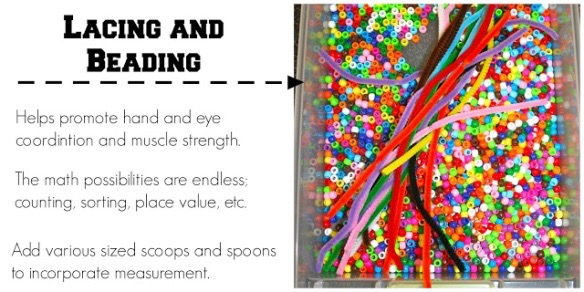 Lacing and
Beading
Helps promote hand and eye
coordintion and muscle strength.
The math possibilities are endless;
counting, sorting, place value, etc.
Add various sized scoops and spoons
to incorporate measurement.